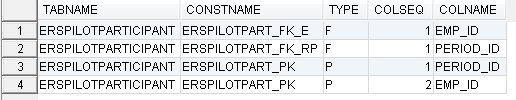 TABNAME CONSTNAME TYPE COLSEQ COLNAME
1 ERSPILOTPARTICIPANT ERSPILOTPART_FK_E F 1 EMP_ID
2 ERSPILOTPARTICIPANT ERSPILOTPART_FK_RP F 1 PERIOD_ID
3 ERSPILOTPARTICIPANT ERSPILOTPART_PK P 1 PERIOD_ID
4 ERSPILOTPARTICIPANT ERSPILOTPART_PK P 2 EMP_ID